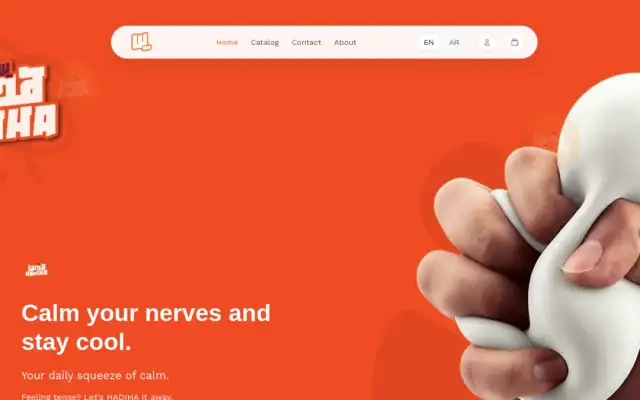 Home Catalog Contact About EN AR
Calm your nerves and
stay cool.
Your daily squeeze of calm.
Feeling tense? Let's HADIHA it away.